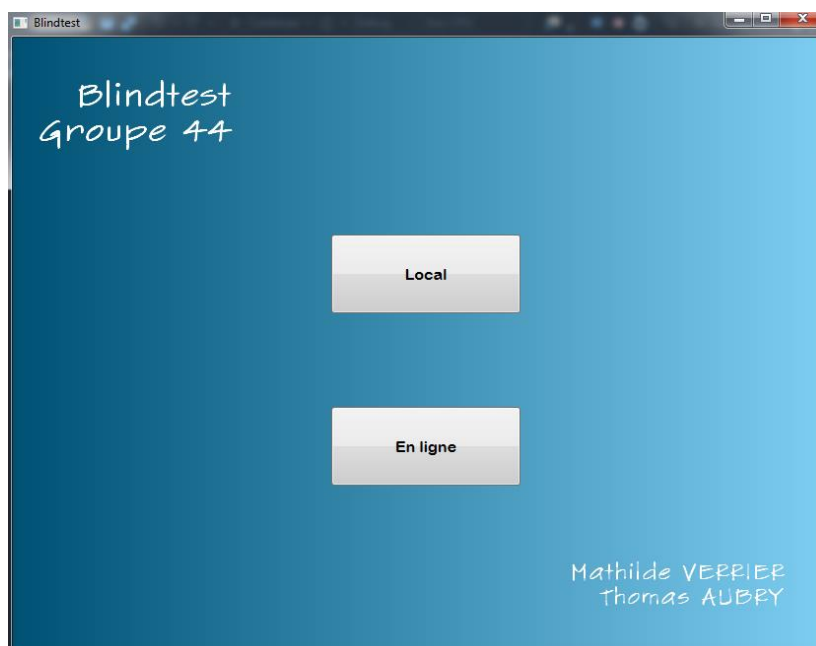 Blindtest
Blindtest
Groupe 44
Local
En ligne
Mathilde VERRIER
Thomas AUBRY